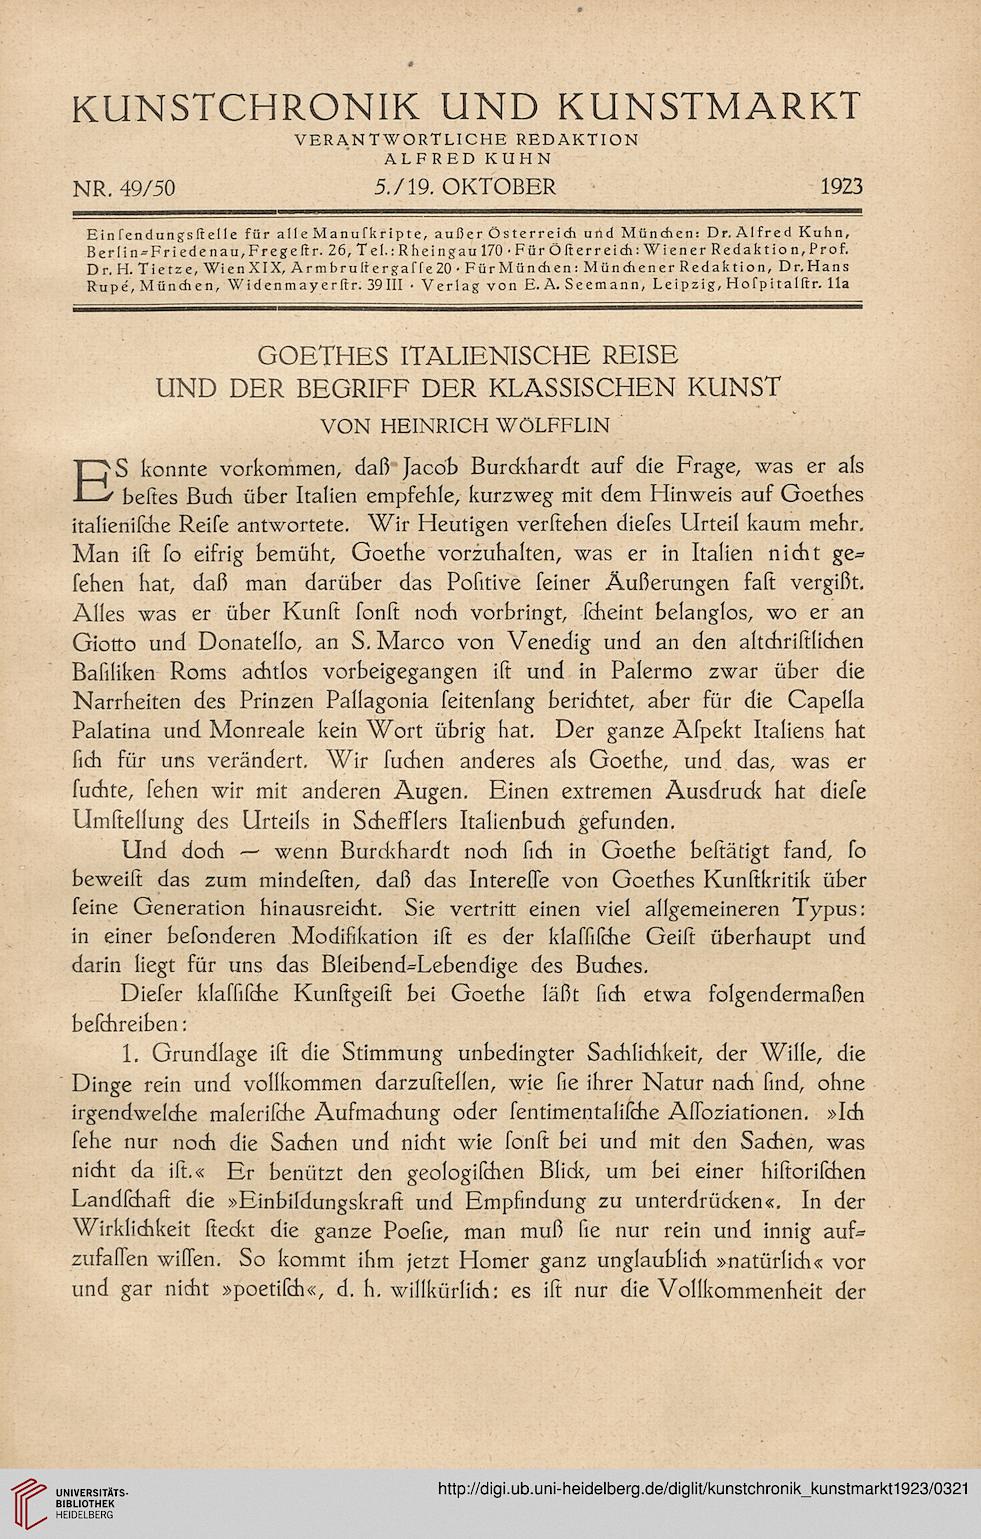 KUNSTCHRONIK UND KUNSTMARKT
VERANTWORTLICHE REDAKTION
ALFRED KUHN
NR. 49/50 5./19. OKTOBER 1923
Einſendungsſtelle für alle Manuſkripte, außer Öſterreich und München: Dr. Alfred Kuhn,
Berlin-Friedenau, Fregeſtr. 26, Tel.: Rheingau 170 · Für Öſterreich: Wiener Redaktion, Prof.
Dr. H. Tietze, Wien XIX, Armbruſtergaſſe 20 · Für München: Münchener Redaktion, Dr. Hans
Rupé, München, Widenmayerſtr. 39 III · Verlag von E. A. Seemann, Leipzig, Hoſpitalſtr. 11a
GOETHES ITALIENISCHE REISE
UND DER BEGRIFF DER KLASSISCHEN KUNST
VON HEINRICH WÖLFFLIN
ES konnte vorkommen, daß Jacob Burckhardt auf die Frage, was er als
beſtes Buch über Italien empfehle, kurzweg mit dem Hinweis auf Goethes
italieniſche Reiſe antwortete. Wir Heutigen verſtehen dieſes Urteil kaum mehr.
Man iſt ſo eifrig bemüht, Goethe vorzuhalten, was er in Italien nicht ge-
ſehen hat, daß man darüber das Poſitive ſeiner Äußerungen faſt vergißt.
Alles was er über Kunſt ſonſt noch vorbringt, ſcheint belanglos, wo er an
Giotto und Donatello, an S. Marco von Venedig und an den altchriſtlichen
Baſiliken Roms achtlos vorbeigegangen iſt und in Palermo zwar über die
Narrheiten des Prinzen Pallagonia ſeitenlang berichtet, aber für die Capella
Palatina und Monreale kein Wort übrig hat. Der ganze Aſpekt Italiens hat
ſich für uns verändert. Wir ſuchen anderes als Goethe, und das, was er
ſuchte, ſehen wir mit anderen Augen. Einen extremen Ausdruck hat dieſe
Umſtellung des Urteils in Schefflers Italienbuch gefunden.
Und doch — wenn Burckhardt noch ſich in Goethe beſtätigt fand, ſo
beweiſt das zum mindeſten, daß das Intereſſe von Goethes Kunſtkritik über
ſeine Generation hinausreicht. Sie vertritt einen viel allgemeineren Typus:
in einer beſonderen Modifikation iſt es der klaſſiſche Geiſt überhaupt und
darin liegt für uns das Bleibend-Lebendige des Buches.
Dieſer klaſſiſche Kunſtgeiſt bei Goethe läßt ſich etwa folgendermaßen
beſchreiben:
1. Grundlage iſt die Stimmung unbedingter Sachlichkeit, der Wille, die
Dinge rein und vollkommen darzuſtellen, wie ſie ihrer Natur nach ſind, ohne
irgendwelche maleriſche Aufmachung oder ſentimentaliſche Aſſoziationen. »Ich
ſehe nur noch die Sachen und nicht wie ſonſt bei und mit den Sachen, was
nicht da iſt.« Er benützt den geologiſchen Blick, um bei einer hiſtoriſchen
Landſchaft die »Einbildungskraft und Empfindung zu unterdrücken«. In der
Wirklichkeit ſteckt die ganze Poeſie, man muß ſie nur rein und innig auf-
zufaſſen wiſſen. So kommt ihm jetzt Homer ganz unglaublich »natürlich« vor
und gar nicht »poetiſch«, d. h. willkürlich: es iſt nur die Vollkommenheit der
UNIVERSITÄTS-
BIBLIOTHEK
HEIDELBERG
http://digi.ub.uni-heidelberg.de/diglit/kunstchronik_kunstmarkt1923/0321